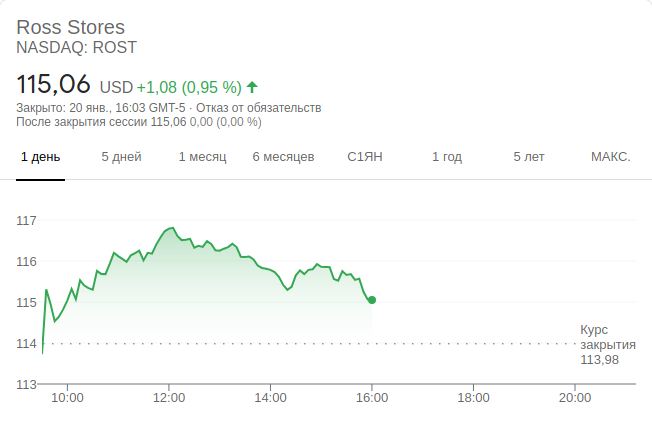 Ross Stores
NASDAQ: ROST
115,06 USD +1,08 (0,95 %)
Закрыто: 20 янв., 16:03 GMT-5 · Отказ от обязательств
После закрытия сессии 115,06 0,00 (0,00 %)
1 день 5 дней 1 месяц 6 месяцев С1ЯН 1 год 5 лет МАКС.
117
116
115
114
Курс
закрытия
113,98
113
10:00 12:00 14:00 16:00 18:00 20:00